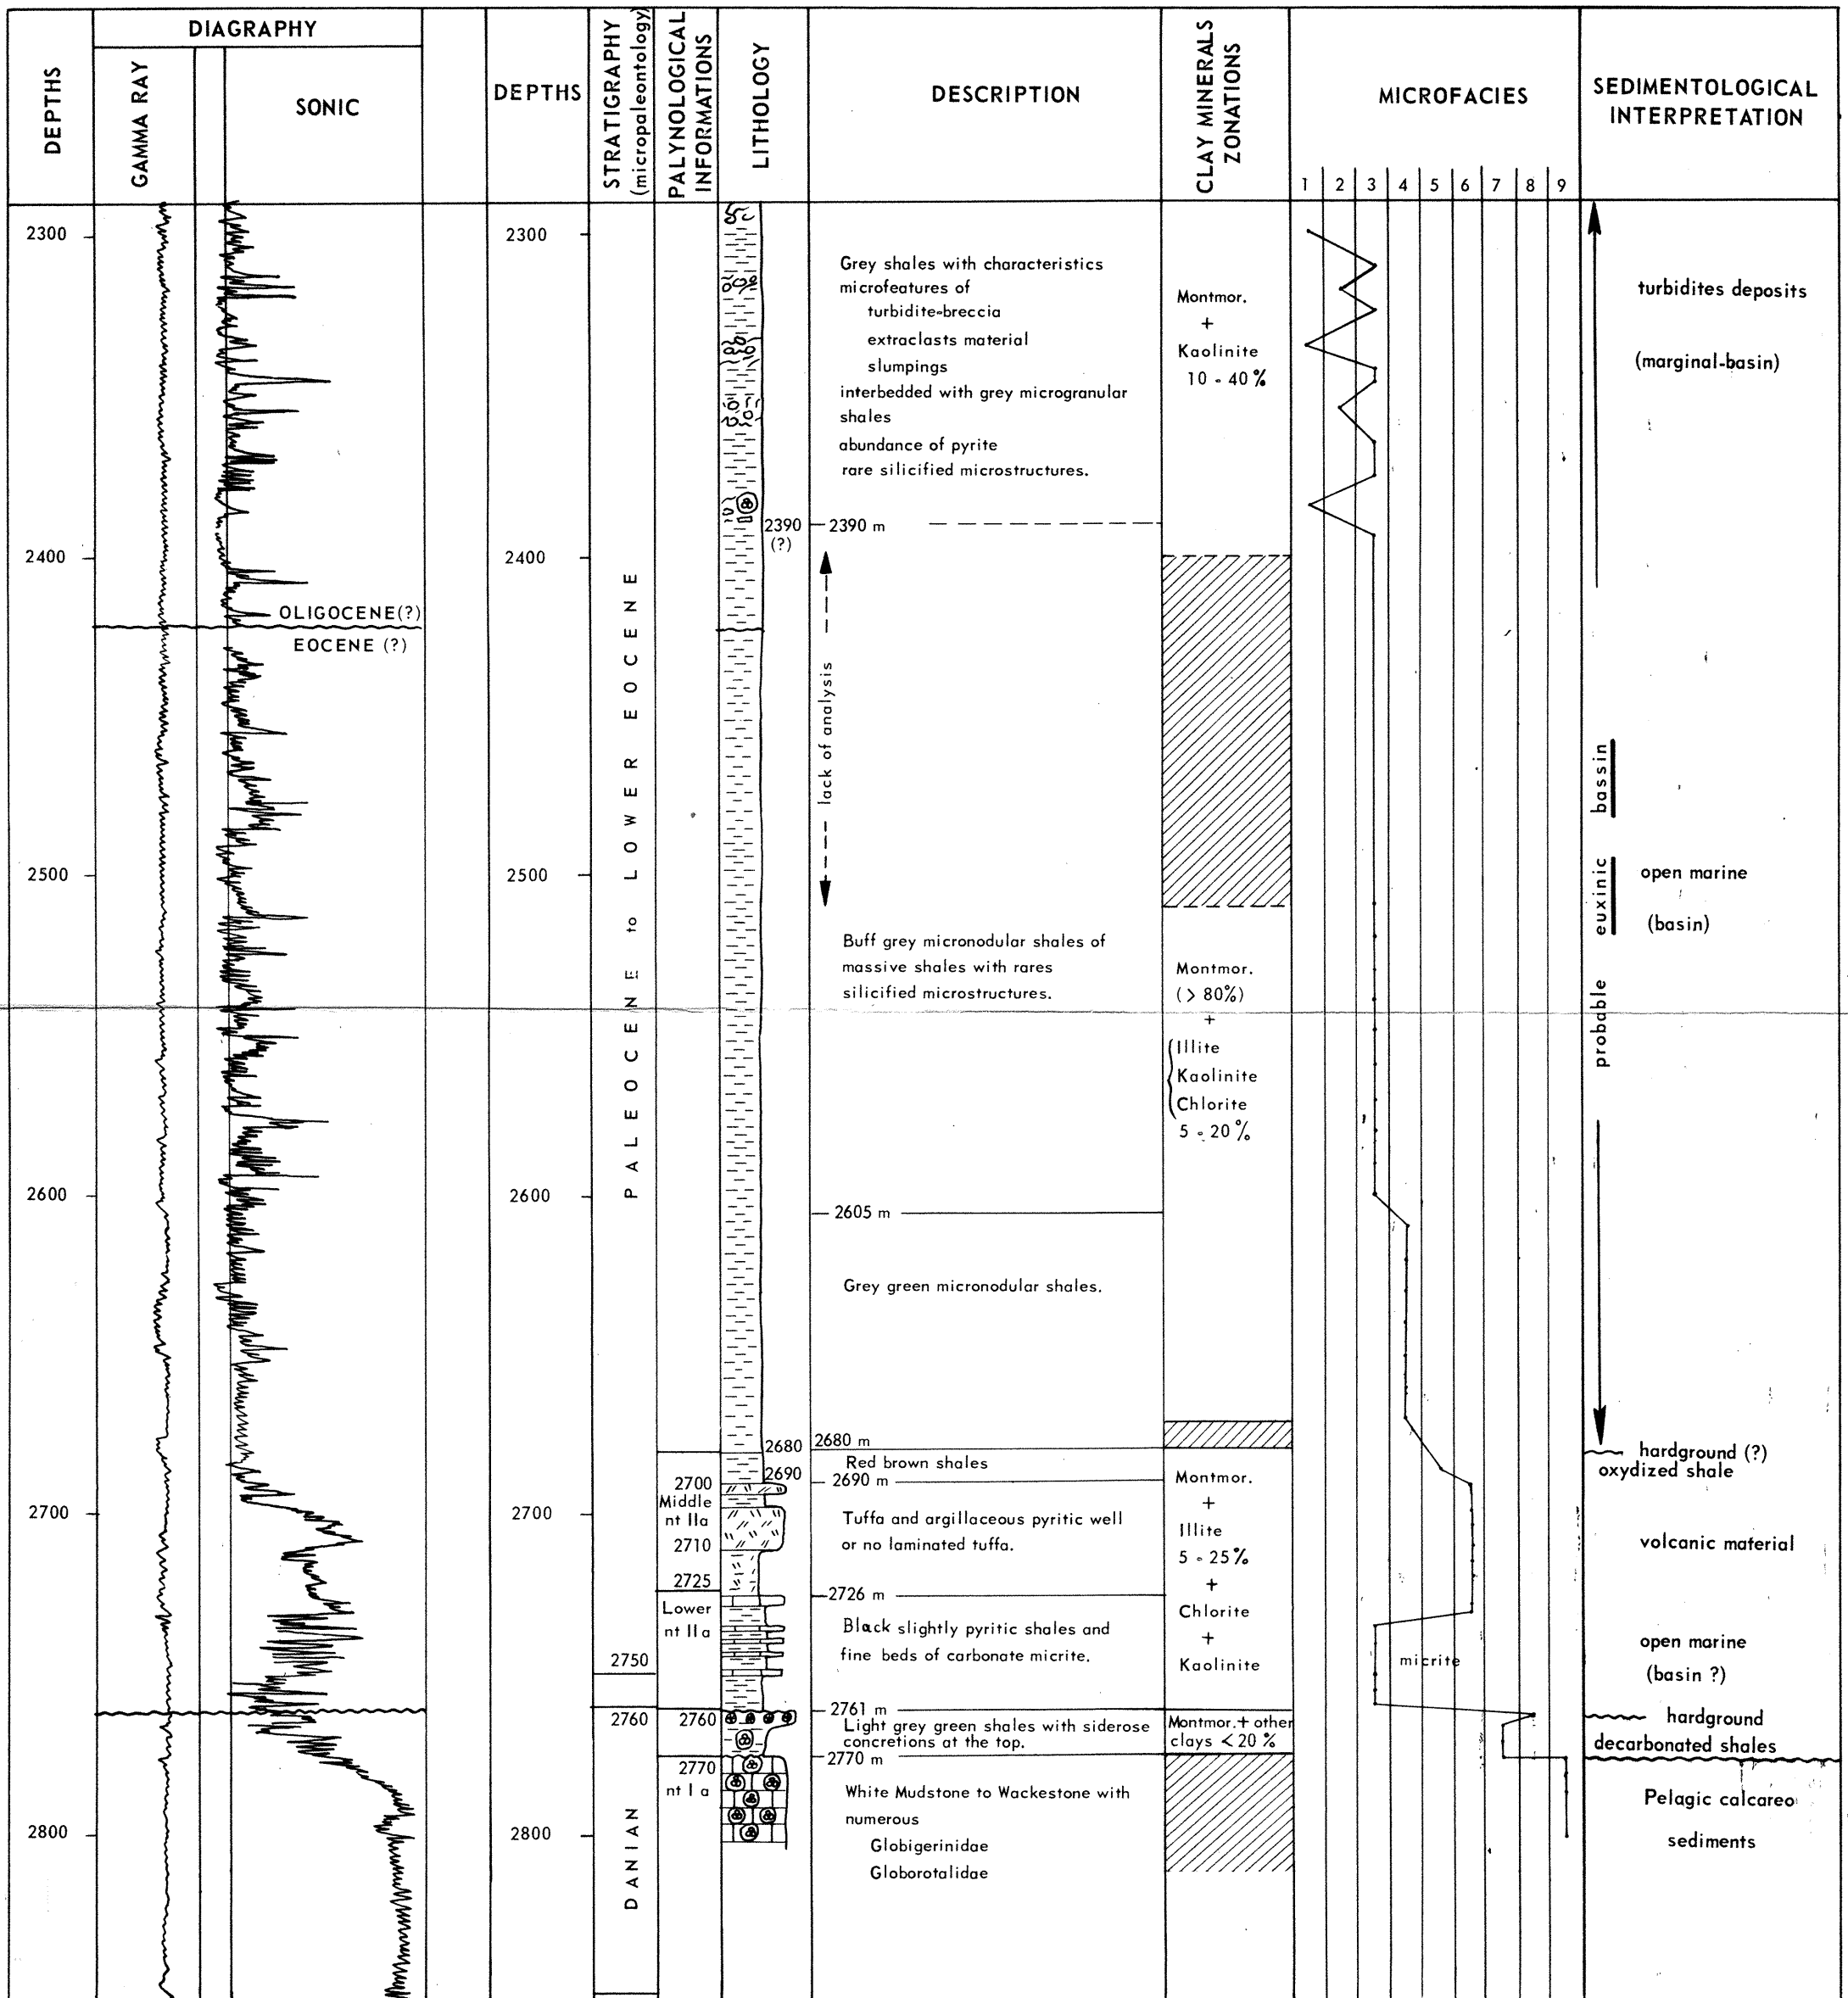 DIAGRAPHY
DEPTHS
GAMMA RAY
SONIC
DEPTHS
STRATIGRAPHY
(micropaleontology)
PALYNOLOGICAL
INFORMATIONS
LITHOLOGY
DESCRIPTION
CLAY MINERALS
ZONATIONS
MICROFACIES
1 2 3 4 5 6 7 8 9
SEDIMENTOLOGICAL
INTERPRETATION
2300
2400
2500
2600
2700
2800
OLIGOCENE(?)
EOCENE (?)
2300
2400
2500
2600
2700
2800
PALEOCENE to LOWER EOCENE
2750
2760
DANIAN
2700
Middle
nt IIa
2710
2725
Lower
nt II a
2760
2770
nt I a
2390
(?)
2680
2690
Grey shales with characteristics
microfeatures of
turbidite-breccia
extraclasts material
slumpings
interbedded with grey microgranular
shales
abundance of pyrite
rare silicified microstructures.
2390 m
lack of analysis
Buff grey micronodular shales of
massive shales with rares
silicified microstructures.
2605 m
Grey green micronodular shales.
2680 m
Red brown shales
2690 m
Tuffa and argillaceous pyritic well
or no laminated tuffa.
2726 m
Black slightly pyritic shales and
fine beds of carbonate micrite.
2761 m
Light grey green shales with siderose
concretions at the top.
2770 m
White Mudstone to Wackestone with
numerous
Globigerinidae
Globorotalidae
Montmor.
+
Kaolinite
10 - 40 %
Montmor.
(> 80%)
+
Illite
Kaolinite
Chlorite
5 - 20 %
Montmor.
+
Illite
5 - 25%
+
Chlorite
+
Kaolinite
Montmor. + other
clays < 20 %
micrite
turbidites deposits
(marginal-basin)
probable euxinic bassin
open marine
(basin)
hardground (?)
oxydized shale
volcanic material
open marine
(basin ?)
hardground
decarbonated shales
Pelagic calcareo
sediments